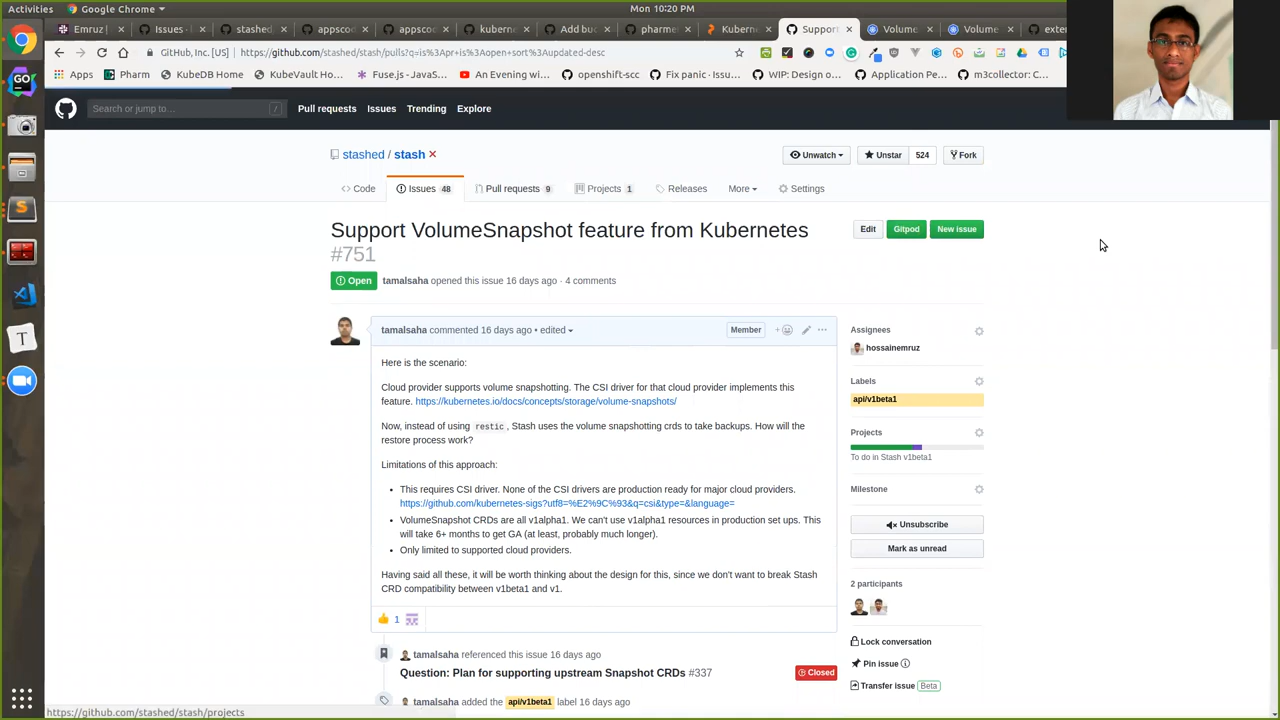 Activities
Google Chrome
Mon 10:20 PM
Emruz |
Issues ·
stashed
appscod
appscod
kubernet
Add buc
pharmer
Kuberne
Support
Volume
Volume
exter
GitHub, Inc. [US]
https://github.com/stashed/stash/pulls?q=is%3Apr+is%3Aopen+sort%3Aupdated-desc
Apps
Pharm
KubeDB Home
KubeVault Home
Fuse.js - JavaS...
An Evening wi...
openshift-scc
Fix panic · Issu...
WIP: Design o...
Application Pe...
m3collector: C...
Search or jump to...
/
Pull requests
Issues
Trending
Explore
stashed / stash
Unwatch
Unstar
524
Fork
Code
Issues 48
Pull requests 9
Projects 1
Releases
More
Settings
Support VolumeSnapshot feature from Kubernetes
#751
Edit
Gitpod
New issue
Open
tamalsaha opened this issue 16 days ago · 4 comments
tamalsaha commented 16 days ago • edited
Member
Here is the scenario:
Cloud provider supports volume snapshotting. The CSI driver for that cloud provider implements this
feature. https://kubernetes.io/docs/concepts/storage/volume-snapshots/
Now, instead of using restic, Stash uses the volume snapshotting crds to take backups. How will the
restore process work?
Limitations of this approach:
• This requires CSI driver. None of the CSI drivers are production ready for major cloud providers.
https://github.com/kubernetes-sigs?utf8=%E2%9C%93&q=csi&type=&language=
• VolumeSnapshot CRDs are all v1alpha1. We can't use v1alpha1 resources in production set ups. This
will take 6+ months to get GA (at least, probably much longer).
• Only limited to supported cloud providers.
Having said all these, it will be worth thinking about the design for this, since we don't want to break Stash
CRD compatibility between v1beta1 and v1.
1
tamalsaha referenced this issue 16 days ago
Question: Plan for supporting upstream Snapshot CRDs #337
Closed
tamalsaha added the api/v1beta1 label 16 days ago
Assignees
hossainemruz
Labels
api/v1beta1
Projects
To do in Stash v1beta1
Milestone
Unsubscribe
Mark as unread
2 participants
Lock conversation
Pin issue
Transfer issue Beta
https://github.com/stashed/stash/projects